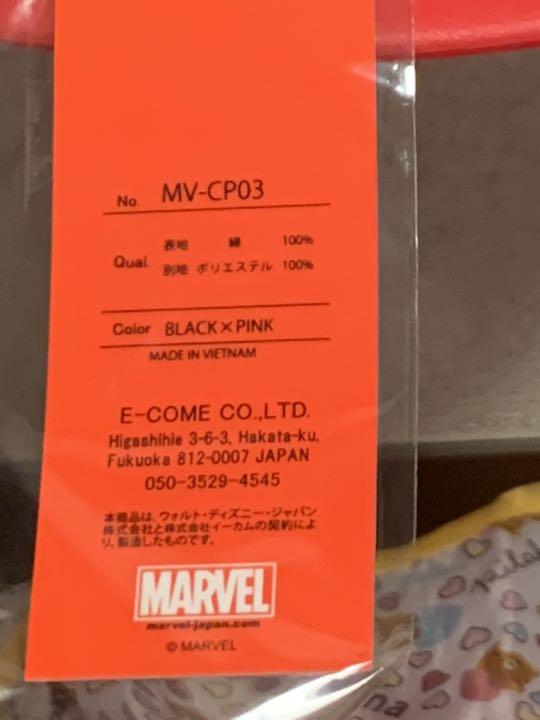 No. MV-CP03
Qual. 表地 綿 100%
別地 ポリエステル 100%
Color BLACK×PINK
MADE IN VIETNAM
E-COME CO.,LTD.
Higashihie 3-6-3, Hakata-ku,
Fukuoka 812-0007 JAPAN
050-3529-4545
本商品は、ウォルト・ディズニー・ジャパン
株式会社と株式会社イーカムの契約によ
り、製造したものです。
MARVEL
marvel-japan.com
© MARVEL